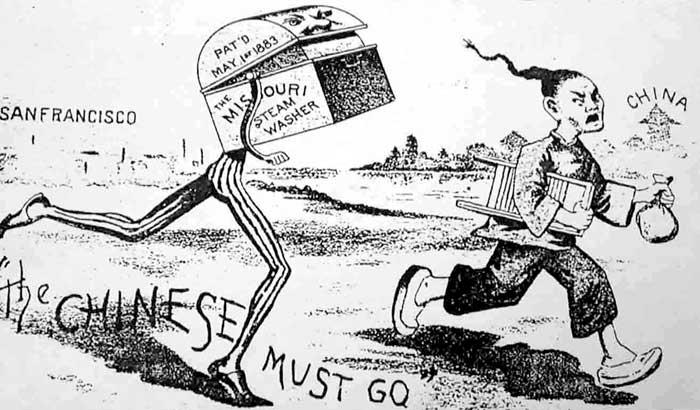 SANFRANCISCO
PAT'D
MAY 1st 1883
THE
MISSOURI
STEAM
WASHER
CHINA
"the CHINESE
MUST GO"